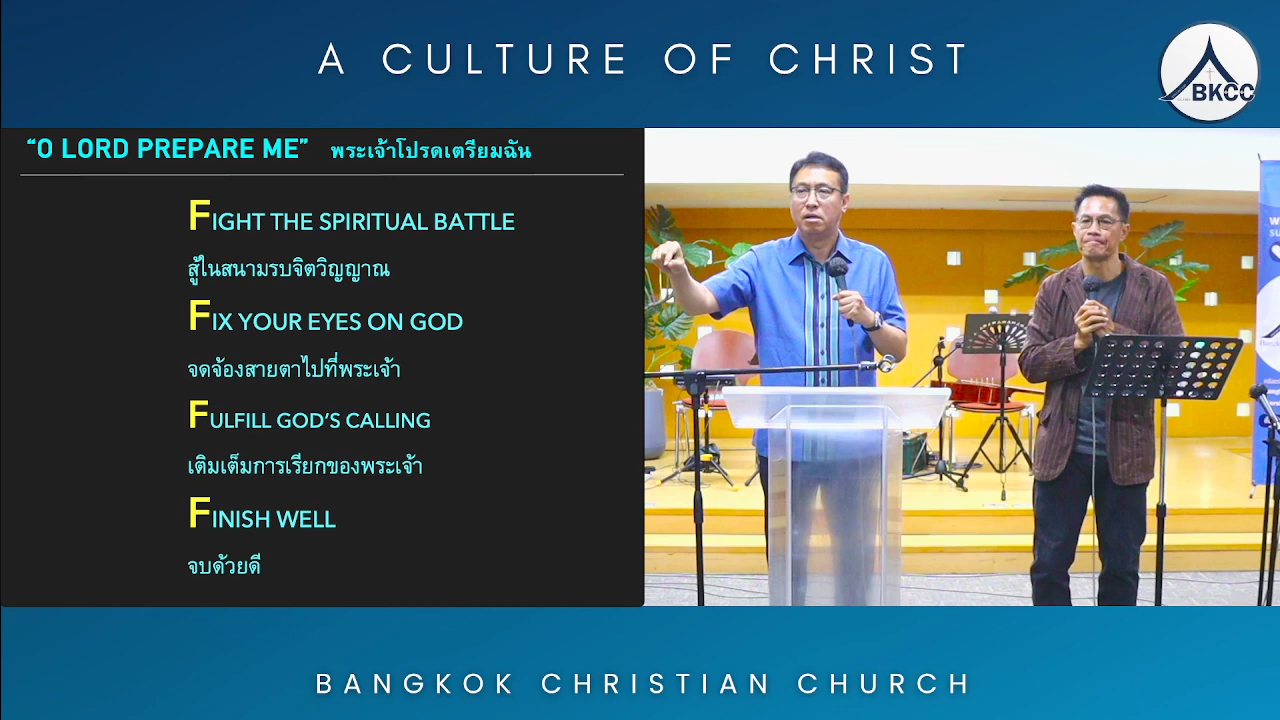 A CULTURE OF CHRIST
BKCC
“O LORD PREPARE ME” พระเจ้าโปรดเตรียมฉัน
FIGHT THE SPIRITUAL BATTLE
สู้ในสนามรบจิตวิญญาณ
FIX YOUR EYES ON GOD
จดจ้องสายตาไปที่พระเจ้า
FULFILL GOD’S CALLING
เติมเต็มการเรียกของพระเจ้า
FINISH WELL
จบด้วยดี
BANGKOK CHRISTIAN CHURCH